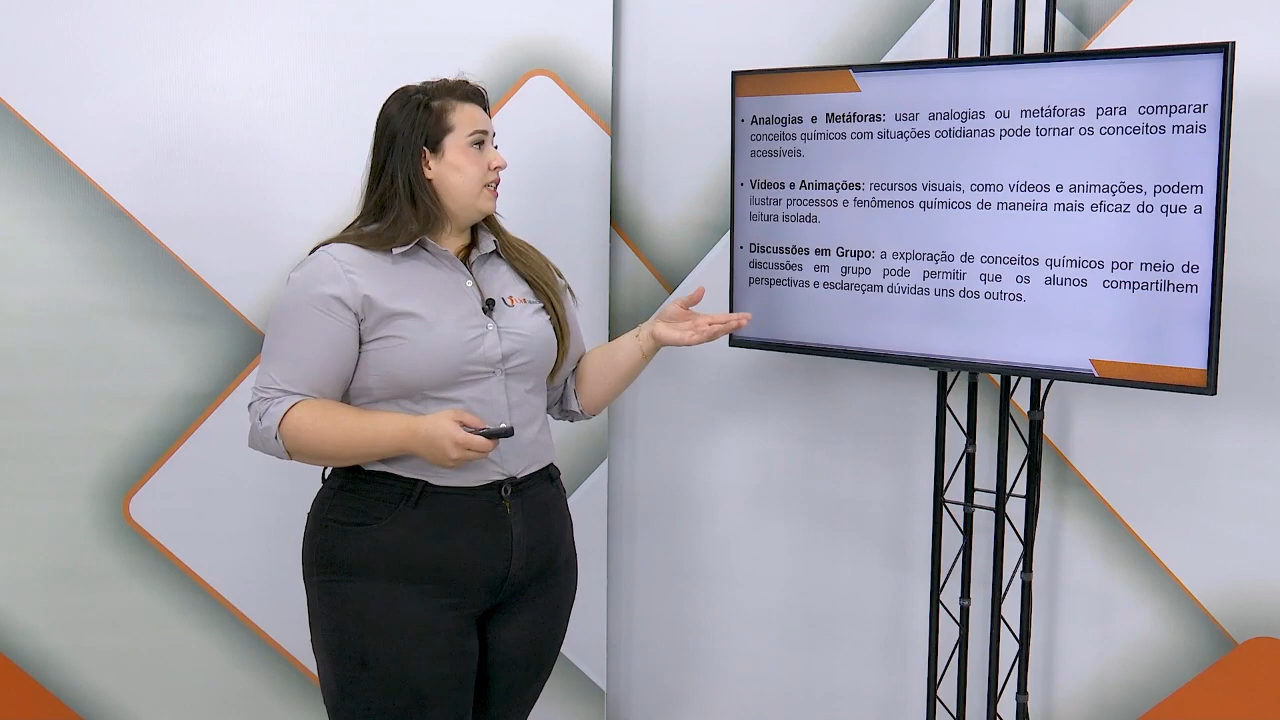 • Analogias e Metáforas: usar analogias ou metáforas para comparar
conceitos químicos com situações cotidianas pode tornar os conceitos mais
acessíveis.
• Vídeos e Animações: recursos visuais, como vídeos e animações, podem
ilustrar processos e fenômenos químicos de maneira mais eficaz do que a
leitura isolada.
• Discussões em Grupo: a exploração de conceitos químicos por meio de
discussões em grupo pode permitir que os alunos compartilhem
perspectivas e esclareçam dúvidas uns dos outros.